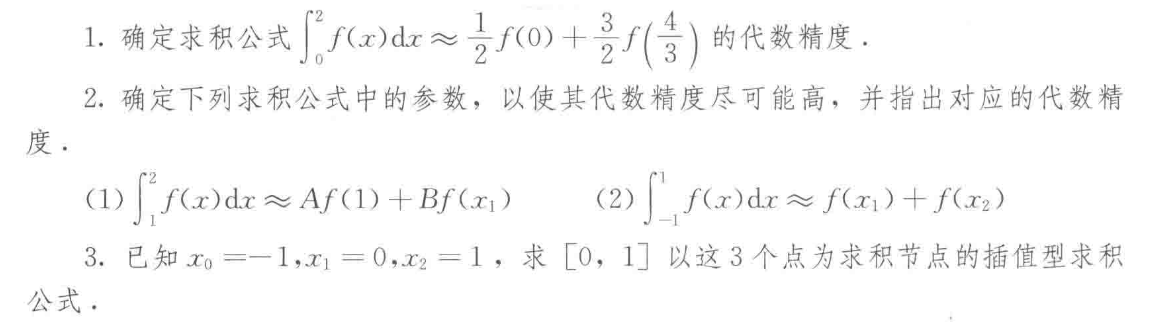 1. 确定求积公式 $\int_0^2 f(x)\mathrm{d}x \approx \frac{1}{2}f(0)+\frac{3}{2}f\left(\frac{4}{3}\right)$ 的代数精度.
2. 确定下列求积公式中的参数，以使其代数精度尽可能高，并指出对应的代数精
度.
(1) $\int_1^2 f(x)\mathrm{d}x \approx Af(1)+Bf(x_1)$ (2) $\int_{-1}^1 f(x)\mathrm{d}x \approx f(x_1)+f(x_2)$
3. 已知 $x_0=-1,x_1=0,x_2=1$，求 [0，1] 以这 3 个点为求积节点的插值型求积
公式.